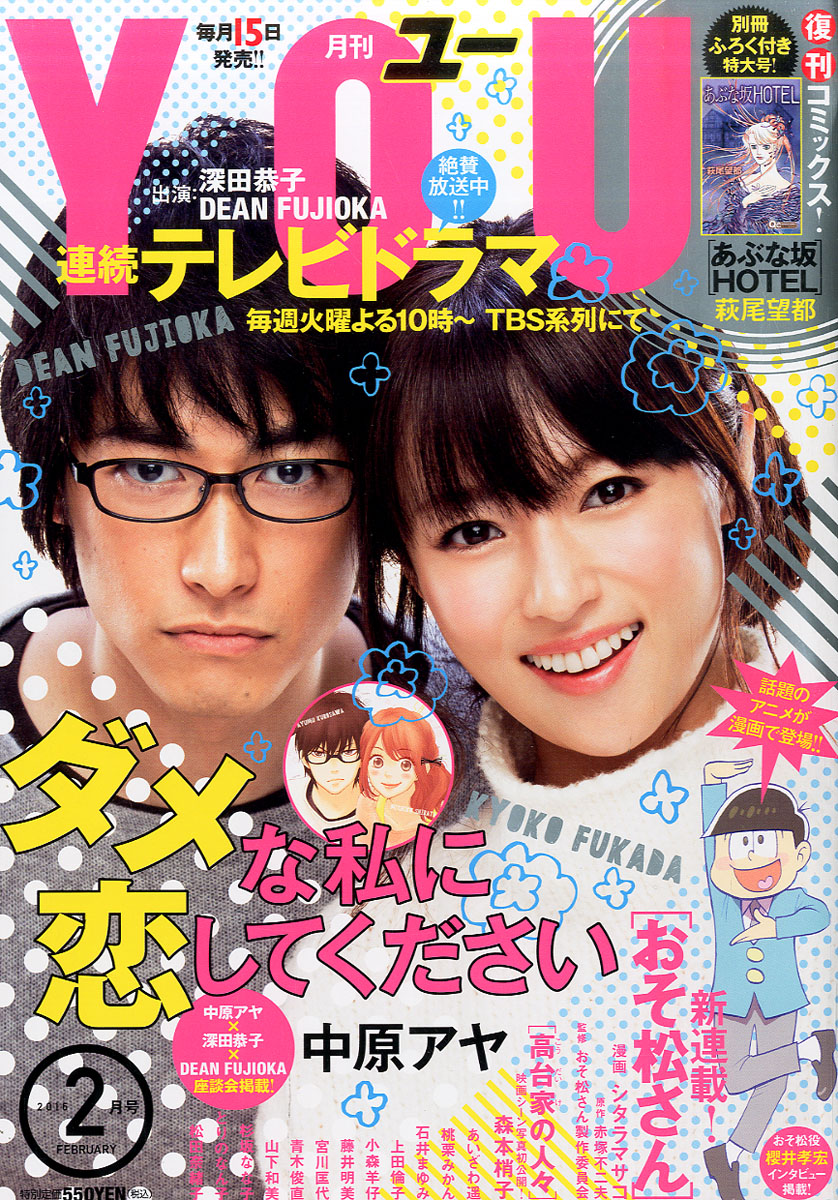 YOU
毎月15日
発売!!
月刊
ユー
別冊
ふろく付き
特大号!
復刊コミックス!
あぶな坂HOTEL
萩尾望都
[あぶな坂
HOTEL]
萩尾望都
出演:深田恭子
DEAN FUJIOKA
絶賛
放送中
!!
連続テレビドラマ
毎週火曜よる10時〜 TBS系列にて
DEAN FUJIOKA
KYOKO FUKADA
話題の
アニメが
漫画で登場!!
ダメな私に
恋してください
中原アヤ
中原アヤ
×
深田恭子
×
DEAN FUJIOKA
座談会掲載!
新連載!
[おそ松さん]
漫画 シタラマサコ
原作 赤塚不二夫
監修 おそ松さん製作委員会
[高台家の人々]
映画シーン写真初公開!
森本梢子
あいざわ遥
桃栗みかん
石井まゆみ
上田倫子
小森羊仔
藤井明美
宮川匡代
青木俊直
山下和美
おそ松役
櫻井孝宏
インタビュー
掲載!
2016
2月号
FEBRUARY
特別定価550YEN(税込)